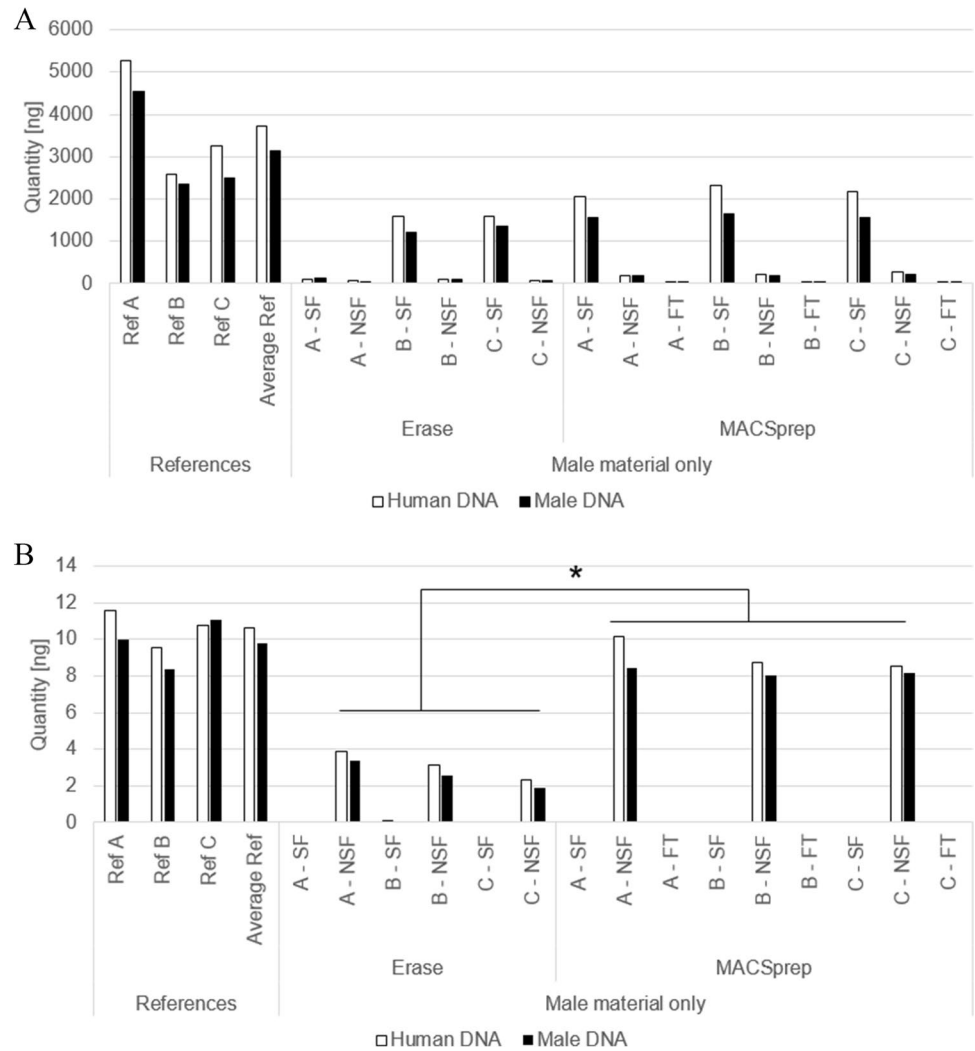 A
6000
5000
4000
3000
2000
1000
0
Quantity [ng]
Ref A
Ref B
Ref C
Average Ref
A - SF
A - NSF
B - SF
B - NSF
C - SF
C - NSF
A - SF
A - NSF
A - FT
B - SF
B - NSF
B - FT
C - SF
C - NSF
C - FT
Erase MACSprep
References Male material only
Human DNA Male DNA
B
14
12
10
8
6
4
2
0
Quantity [ng]
*
Ref A
Ref B
Ref C
Average Ref
A - SF
A - NSF
B - SF
B - NSF
C - SF
C - NSF
A - SF
A - NSF
A - FT
B - SF
B - NSF
B - FT
C - SF
C - NSF
C - FT
Erase MACSprep
References Male material only
Human DNA Male DNA